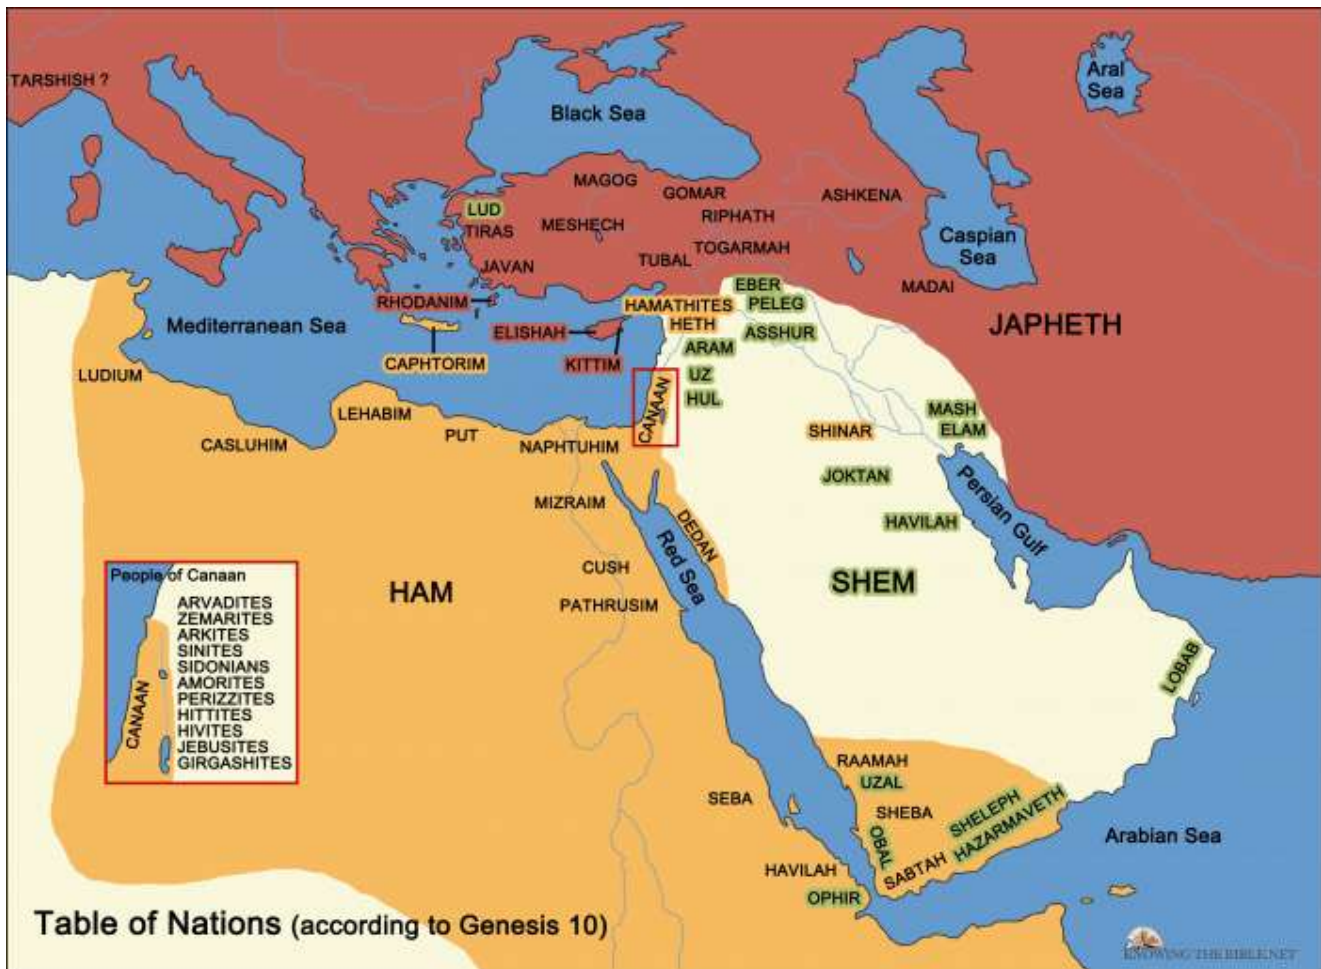 TARSHISH ?
Black Sea
Aral
Sea
MAGOG
GOMAR
ASHKENA
LUD
TIRAS
MESHECH
RIPHATH
Caspian
Sea
TOGARMAH
JAVAN
TUBAL
MADAI
EBER
PELEG
RHODANIM
HAMATHITES
JAPHETH
Mediterranean Sea
ELISHAH
HETH
ASSHUR
CAPHTORIM
KITTIM
ARAM
LUDIUM
UZ
HUL
CANAAN
LEHABIM
MASH
ELAM
CASLUHIM
PUT
NAPHTUHIM
SHINAR
JOKTAN
Persian Gulf
MIZRAIM
DEDAN
HAVILAH
Red Sea
CUSH
HAM
PATHRUSIM
SHEM
People of Canaan
ARVADITES
ZEMARITES
ARKITES
SINITES
SIDONIANS
AMORITES
PERIZZITES
HITTITES
HIVITES
JEBUSITES
GIRGASHITES
CANAAN
LOBAB
RAAMAH
UZAL
SEBA
SHEBA
SHELEPH
HAZARMAVETH
OBAL
SABTAH
Arabian Sea
HAVILAH
OPHIR
Table of Nations (according to Genesis 10)
KNOWING THE BIBLE.NET